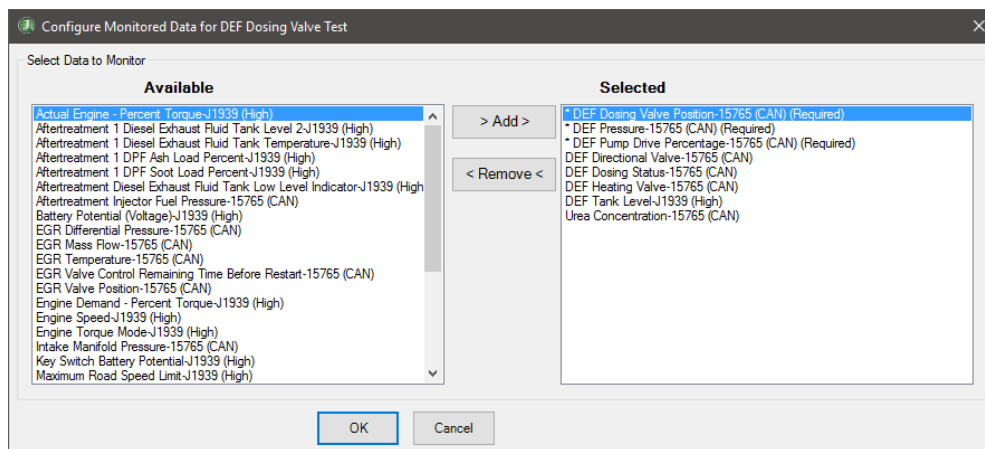 Configure Monitored Data for DEF Dosing Valve Test
Select Data to Monitor
Available
Actual Engine - Percent Torque-J1939 (High)
Aftertreatment 1 Diesel Exhaust Fluid Tank Level 2-J1939 (High)
Aftertreatment 1 Diesel Exhaust Fluid Tank Temperature-J1939 (High)
Aftertreatment 1 DPF Ash Load Percent-J1939 (High)
Aftertreatment 1 DPF Soot Load Percent-J1939 (High)
Aftertreatment Diesel Exhaust Fluid Tank Low Level Indicator-J1939 (High
Aftertreatment Injector Fuel Pressure-15765 (CAN)
Battery Potential (Voltage)-J1939 (High)
EGR Differential Pressure-15765 (CAN)
EGR Mass Flow-15765 (CAN)
EGR Temperature-15765 (CAN)
EGR Valve Control Remaining Time Before Restart-15765 (CAN)
EGR Valve Position-15765 (CAN)
Engine Demand - Percent Torque-J1939 (High)
Engine Speed-J1939 (High)
Engine Torque Mode-J1939 (High)
Intake Manifold Pressure-15765 (CAN)
Key Switch Battery Potential-J1939 (High)
Maximum Road Speed Limit-J1939 (High)
> Add >
< Remove <
Selected
* DEF Dosing Valve Position-15765 (CAN) (Required)
* DEF Pressure-15765 (CAN) (Required)
* DEF Pump Drive Percentage-15765 (CAN) (Required)
DEF Directional Valve-15765 (CAN)
DEF Dosing Status-15765 (CAN)
DEF Heating Valve-15765 (CAN)
DEF Tank Level-J1939 (High)
Urea Concentration-15765 (CAN)
OK
Cancel